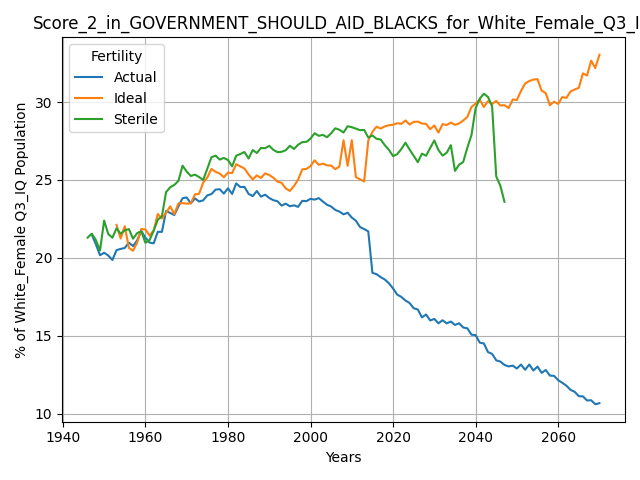 Score_2_in_GOVERNMENT_SHOULD_AID_BLACKS_for_White_Female_Q3_I
Fertility
Actual
Ideal
Sterile
% of White_Female Q3_IQ Population
30
25
20
15
10
1940
1960
1980
2000
2020
2040
2060
Years